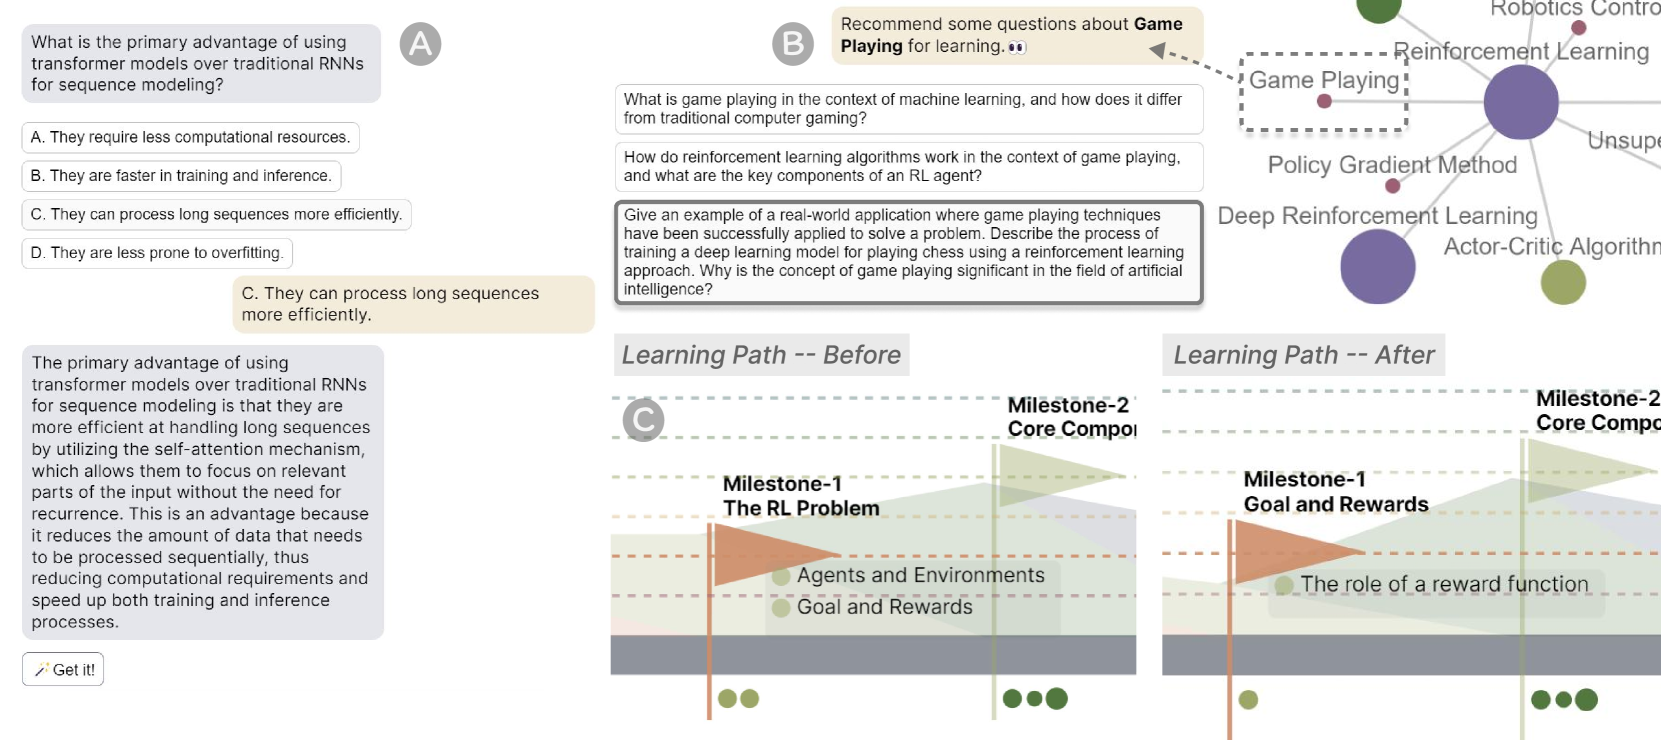 What is the primary advantage of using
transformer models over traditional RNNs
for sequence modeling?
A
A. They require less computational resources.
B. They are faster in training and inference.
C. They can process long sequences more efficiently.
D. They are less prone to overfitting.
C. They can process long sequences
more efficiently.
The primary advantage of using
transformer models over traditional RNNs
for sequence modeling is that they are
more efficient at handling long sequences
by utilizing the self-attention mechanism,
which allows them to focus on relevant
parts of the input without the need for
recurrence. This is an advantage because
it reduces the amount of data that needs
to be processed sequentially, thus
reducing computational requirements and
speed up both training and inference
processes.
Get it!
B
Recommend some questions about Game
Playing for learning.
What is game playing in the context of machine learning, and how does it differ
from traditional computer gaming?
How do reinforcement learning algorithms work in the context of game playing,
and what are the key components of an RL agent?
Give an example of a real-world application where game playing techniques
have been successfully applied to solve a problem. Describe the process of
training a deep learning model for playing chess using a reinforcement learning
approach. Why is the concept of game playing significant in the field of artificial
intelligence?
Robotics Contro
Reinforcement Learning
Game Playing
Unsupe
Policy Gradient Method
Deep Reinforcement Learning
Actor-Critic Algorithm
Learning Path -- Before
C
Milestone-2
Core Compor
Milestone-1
The RL Problem
Agents and Environments
Goal and Rewards
Learning Path -- After
Milestone-2
Core Compo
Milestone-1
Goal and Rewards
The role of a reward function